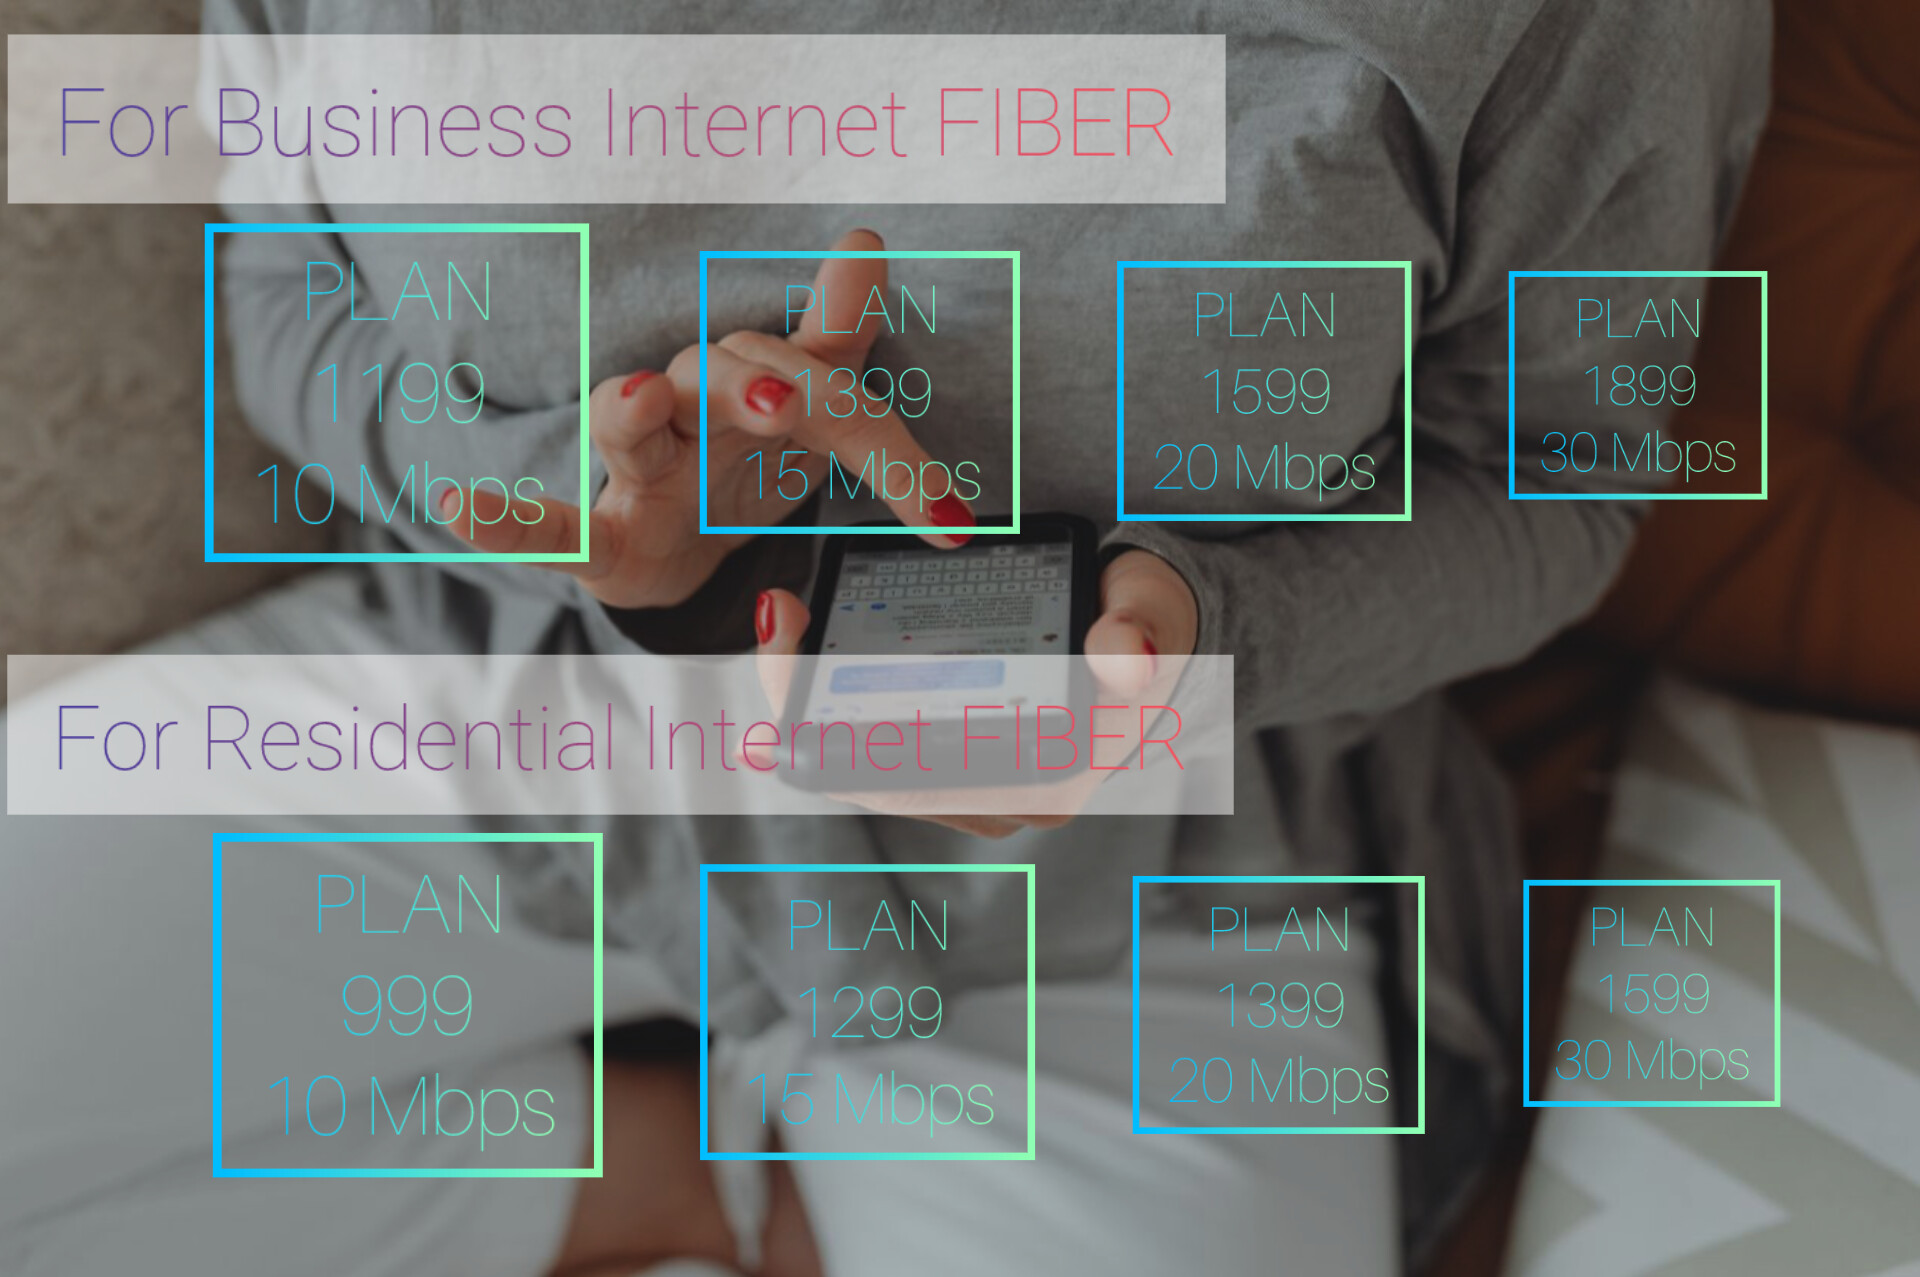 For Business Internet FIBER
PLAN
1199
10 Mbps
PLAN
1399
15 Mbps
PLAN
1599
20 Mbps
PLAN
1899
30 Mbps
For Residential Internet FIBER
PLAN
999
10 Mbps
PLAN
1299
15 Mbps
PLAN
1399
20 Mbps
PLAN
1599
30 Mbps